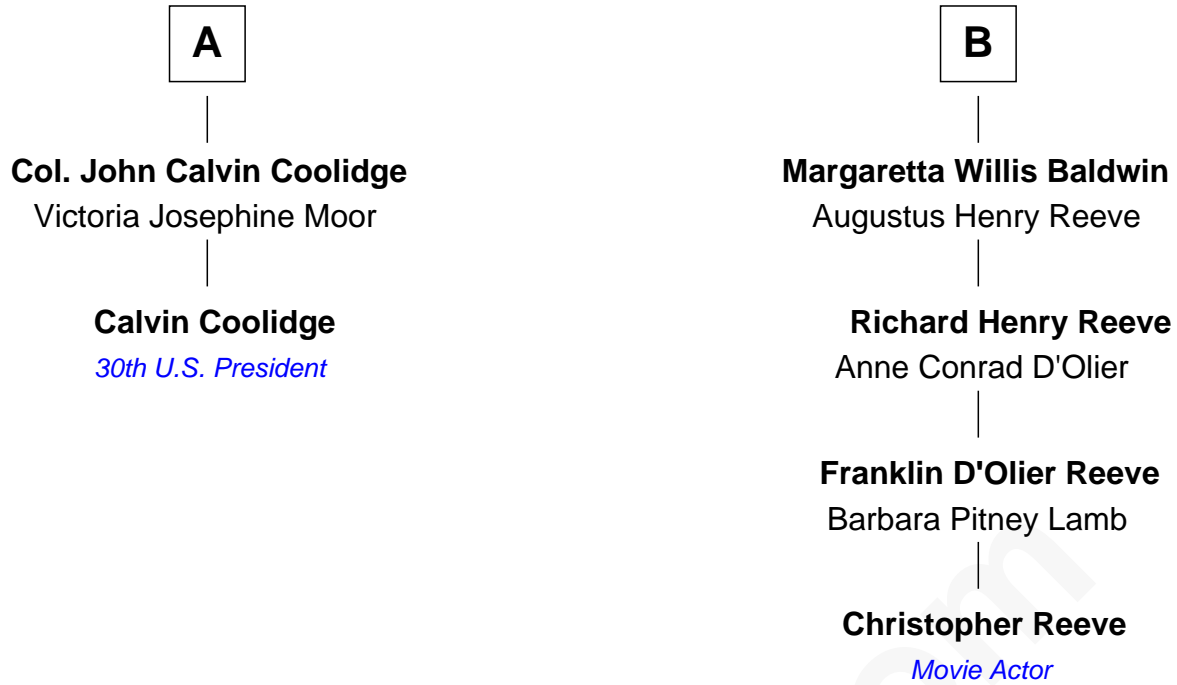 A
Col. John Calvin Coolidge
Victoria Josephine Moor
Calvin Coolidge
30th U.S. President
B
Margaretta Willis Baldwin
Augustus Henry Reeve
Richard Henry Reeve
Anne Conrad D'Olier
Franklin D'Olier Reeve
Barbara Pitney Lamb
Christopher Reeve
Movie Actor